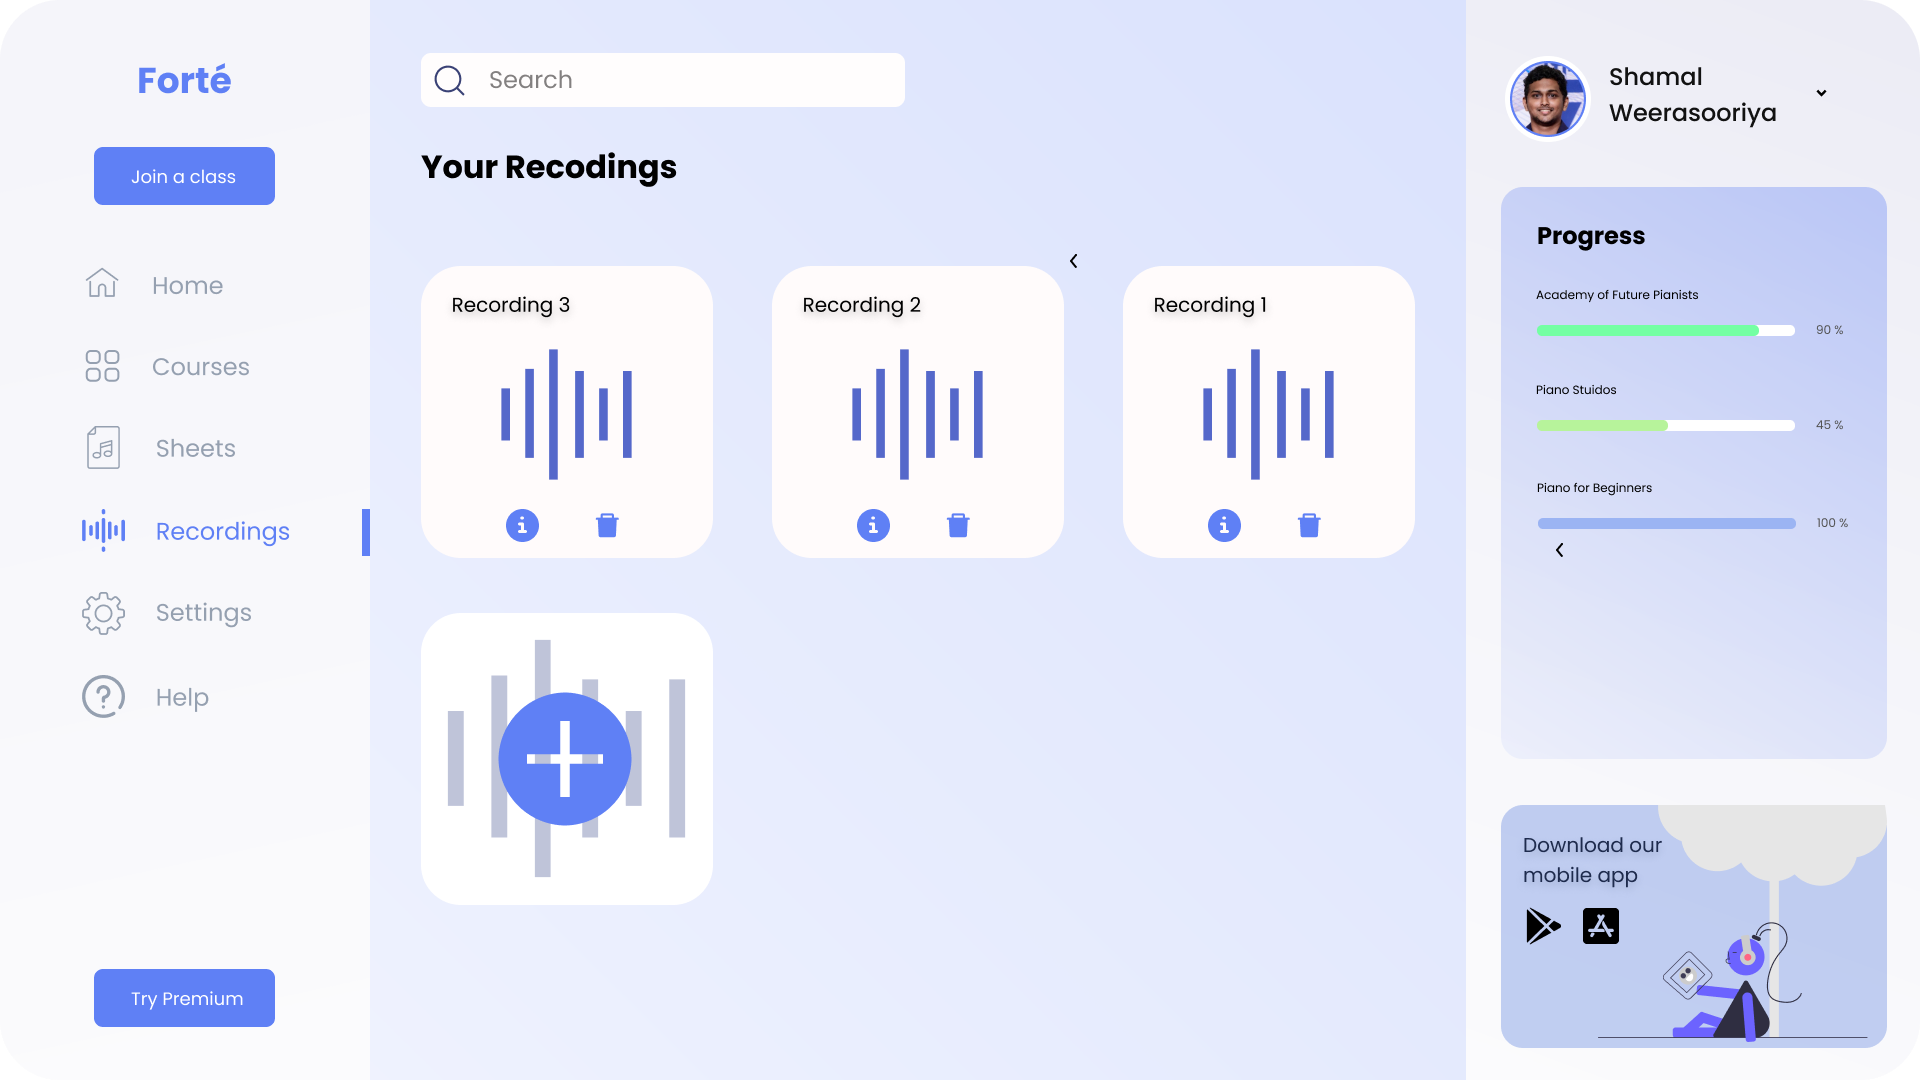 Forté
Join a class
Home
Courses
Sheets
Recordings
Settings
Help
Try Premium
Search
Your Recodings
Recording 3
Recording 2
Recording 1
Shamal
Weerasooriya
Progress
Academy of Future Pianists
90 %
Piano Stuidos
45 %
Piano for Beginners
100 %
Download our
mobile app